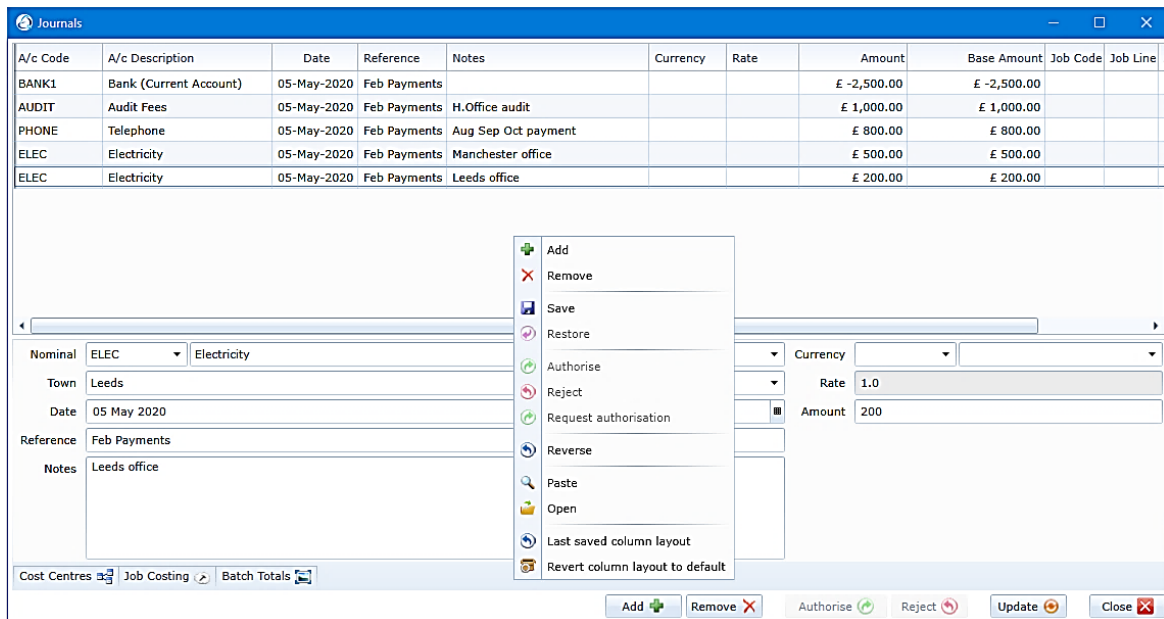 Journals
A/c Code A/c Description Date Reference Notes Currency Rate Amount Base Amount Job Code Job Line
BANK1 Bank (Current Account) 05-May-2020 Feb Payments £ -2,500.00 £ -2,500.00
AUDIT Audit Fees 05-May-2020 Feb Payments H.Office audit £ 1,000.00 £ 1,000.00
PHONE Telephone 05-May-2020 Feb Payments Aug Sep Oct payment £ 800.00 £ 800.00
ELEC Electricity 05-May-2020 Feb Payments Manchester office £ 500.00 £ 500.00
ELEC Electricity 05-May-2020 Feb Payments Leeds office £ 200.00 £ 200.00
Add
Remove
Save
Restore
Authorise
Reject
Request authorisation
Reverse
Paste
Open
Last saved column layout
Revert column layout to default
Nominal ELEC Electricity Currency
Town Leeds Rate 1.0
Date 05 May 2020 Amount 200
Reference Feb Payments
Notes Leeds office
Cost Centres Job Costing Batch Totals
Add Remove Authorise Reject Update Close